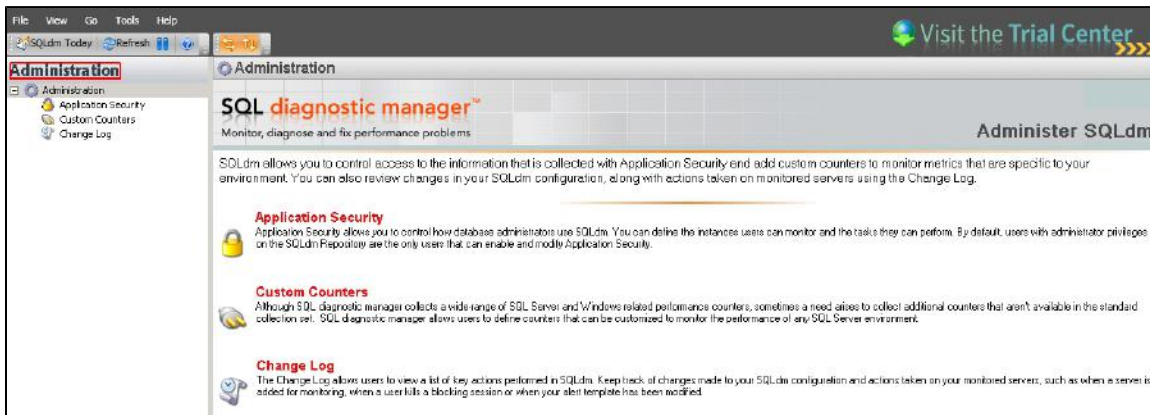 File View Go Tools Help
SQLdm Today Refresh
Visit the Trial Center
Administration
Administration
Application Security
Custom Counters
Change Log
Administration
SQL diagnostic manager™
Monitor, diagnose and fix performance problems
Administer SQLdm
SQLdm allows you to control access to the information that is collected with Application Security and add custom counters to monitor metrics that are specific to your
environment. You can also review changes in your SQLdm configuration, along with actions taken on monitored servers using the Change Log.
Application Security
Application Security allows you to control how database administrators use SQLdm. You can define the instances users can monitor and the tasks they can perform. By default, users with administrator privileges
on the SQLdm Repository are the only users that can enable and modify Application Security.
Custom Counters
Although SQL diagnostic manager collects a wide-range of SQL Server and Windows related performance counters, sometimes a need arises to collect additional counters that aren't available in the standard
collection set. SQL diagnostic manager allows users to define counters that can be customized to monitor the performance of any SQL Server environment.
Change Log
The Change Log allows users to view a list of key actions performed in SQLdm. Keep track of changes made to your SQLdm configuration and actions taken on your monitored servers, such as when a server is
added for monitoring, when a user kills a blocking session or when your alert template has been modified.